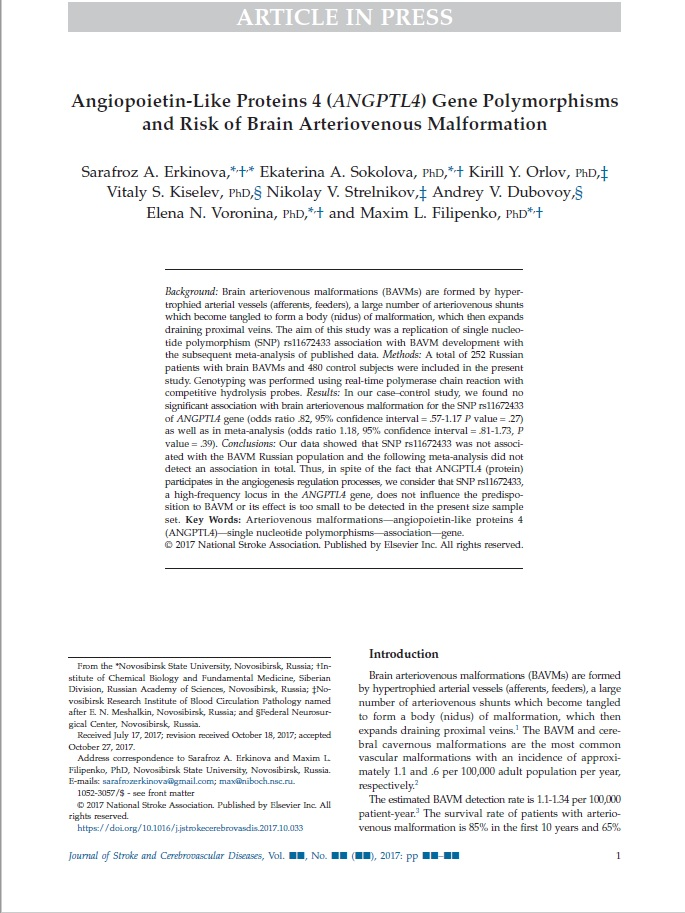 ARTICLE IN PRESS
Angiopoietin-Like Proteins 4 (ANGPTL4) Gene Polymorphisms
and Risk of Brain Arteriovenous Malformation
Sarafroz A. Erkinova,*,†,* Ekaterina A. Sokolova, PhD,*,† Kirill Y. Orlov, PhD,‡
Vitaly S. Kiselev, PhD,§ Nikolay V. Strelnikov,‡ Andrey V. Dubovoy,§
Elena N. Voronina, PhD,*,† and Maxim L. Filipenko, PhD*,†
Background: Brain arteriovenous malformations (BAVMs) are formed by hyper-
trophied arterial vessels (afferents, feeders), a large number of arteriovenous shunts
which become tangled to form a body (nidus) of malformation, which then expands
draining proximal veins. The aim of this study was a replication of single nucleo-
tide polymorphism (SNP) rs11672433 association with BAVM development with
the subsequent meta-analysis of published data. Methods: A total of 252 Russian
patients with brain BAVMs and 480 control subjects were included in the present
study. Genotyping was performed using real-time polymerase chain reaction with
competitive hydrolysis probes. Results: In our case–control study, we found no
significant association with brain arteriovenous malformation for the SNP rs11672433
of ANGPTL4 gene (odds ratio .82, 95% confidence interval = .57-1.17 P value = .27)
as well as in meta-analysis (odds ratio 1.18, 95% confidence interval = .81-1.73, P
value = .39). Conclusions: Our data showed that SNP rs11672433 was not associ-
ated with the BAVM Russian population and the following meta-analysis did not
detect an association in total. Thus, in spite of the fact that ANGPTL4 (protein)
participates in the angiogenesis regulation processes, we consider that SNP rs11672433,
a high-frequency locus in the ANGPTL4 gene, does not influence the predispo-
sition to BAVM or its effect is too small to be detected in the present size sample
set. Key Words: Arteriovenous malformations—angiopoietin-like proteins 4
(ANGPTL4)—single nucleotide polymorphisms—association—gene.
© 2017 National Stroke Association. Published by Elsevier Inc. All rights reserved.
From the *Novosibirsk State University, Novosibirsk, Russia; †In-
stitute of Chemical Biology and Fundamental Medicine, Siberian
Division, Russian Academy of Sciences, Novosibirsk, Russia; ‡No-
vosibirsk Research Institute of Blood Circulation Pathology named
after E. N. Meshalkin, Novosibirsk, Russia; and §Federal Neurosur-
gical Center, Novosibirsk, Russia.
Received July 17, 2017; revision received October 18, 2017; accepted
October 27, 2017.
Address correspondence to Sarafroz A. Erkinova and Maxim L.
Filipenko, PhD, Novosibirsk State University, Novosibirsk, Russia.
E-mails: sarafrozerkinova@gmail.com; max@niboch.nsc.ru.
1052-3057/$ - see front matter
© 2017 National Stroke Association. Published by Elsevier Inc. All
rights reserved.
https://doi.org/10.1016/j.jstrokecerebrovasdis.2017.10.033
Introduction
Brain arteriovenous malformations (BAVMs) are formed
by hypertrophied arterial vessels (afferents, feeders), a large
number of arteriovenous shunts which become tangled
to form a body (nidus) of malformation, which then
expands draining proximal veins.1 The BAVM and cere-
bral cavernous malformations are the most common
vascular malformations with an incidence of approxi-
mately 1.1 and .6 per 100,000 adult population per year,
respectively.2
The estimated BAVM detection rate is 1.1-1.34 per 100,000
patient-year.3 The survival rate of patients with arterio-
venous malformation is 85% in the first 10 years and 65%
Journal of Stroke and Cerebrovascular Diseases, Vol. ■■, No. ■■ (■■), 2017: pp ■■–■■ 1